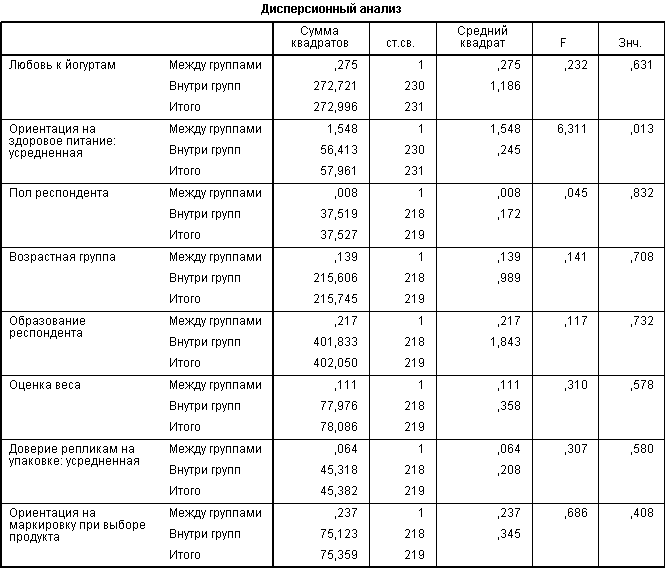 Дисперсионный анализ
Сумма квадратов ст.св. Средний квадрат F Знч.
Любовь к йогуртам Между группами ,275 1 ,275 ,232 ,631
Внутри групп 272,721 230 1,186
Итого 272,996 231
Ориентация на здоровое питание: усредненная Между группами 1,548 1 1,548 6,311 ,013
Внутри групп 56,413 230 ,245
Итого 57,961 231
Пол респондента Между группами ,008 1 ,008 ,045 ,832
Внутри групп 37,519 218 ,172
Итого 37,527 219
Возрастная группа Между группами ,139 1 ,139 ,141 ,708
Внутри групп 215,606 218 ,989
Итого 215,745 219
Образование респондента Между группами ,217 1 ,217 ,117 ,732
Внутри групп 401,833 218 1,843
Итого 402,050 219
Оценка веса Между группами ,111 1 ,111 ,310 ,578
Внутри групп 77,976 218 ,358
Итого 78,086 219
Доверие репликам на упаковке: усредненная Между группами ,064 1 ,064 ,307 ,580
Внутри групп 45,318 218 ,208
Итого 45,382 219
Ориентация на маркировку при выборе продукта Между группами ,237 1 ,237 ,686 ,408
Внутри групп 75,123 218 ,345
Итого 75,359 219